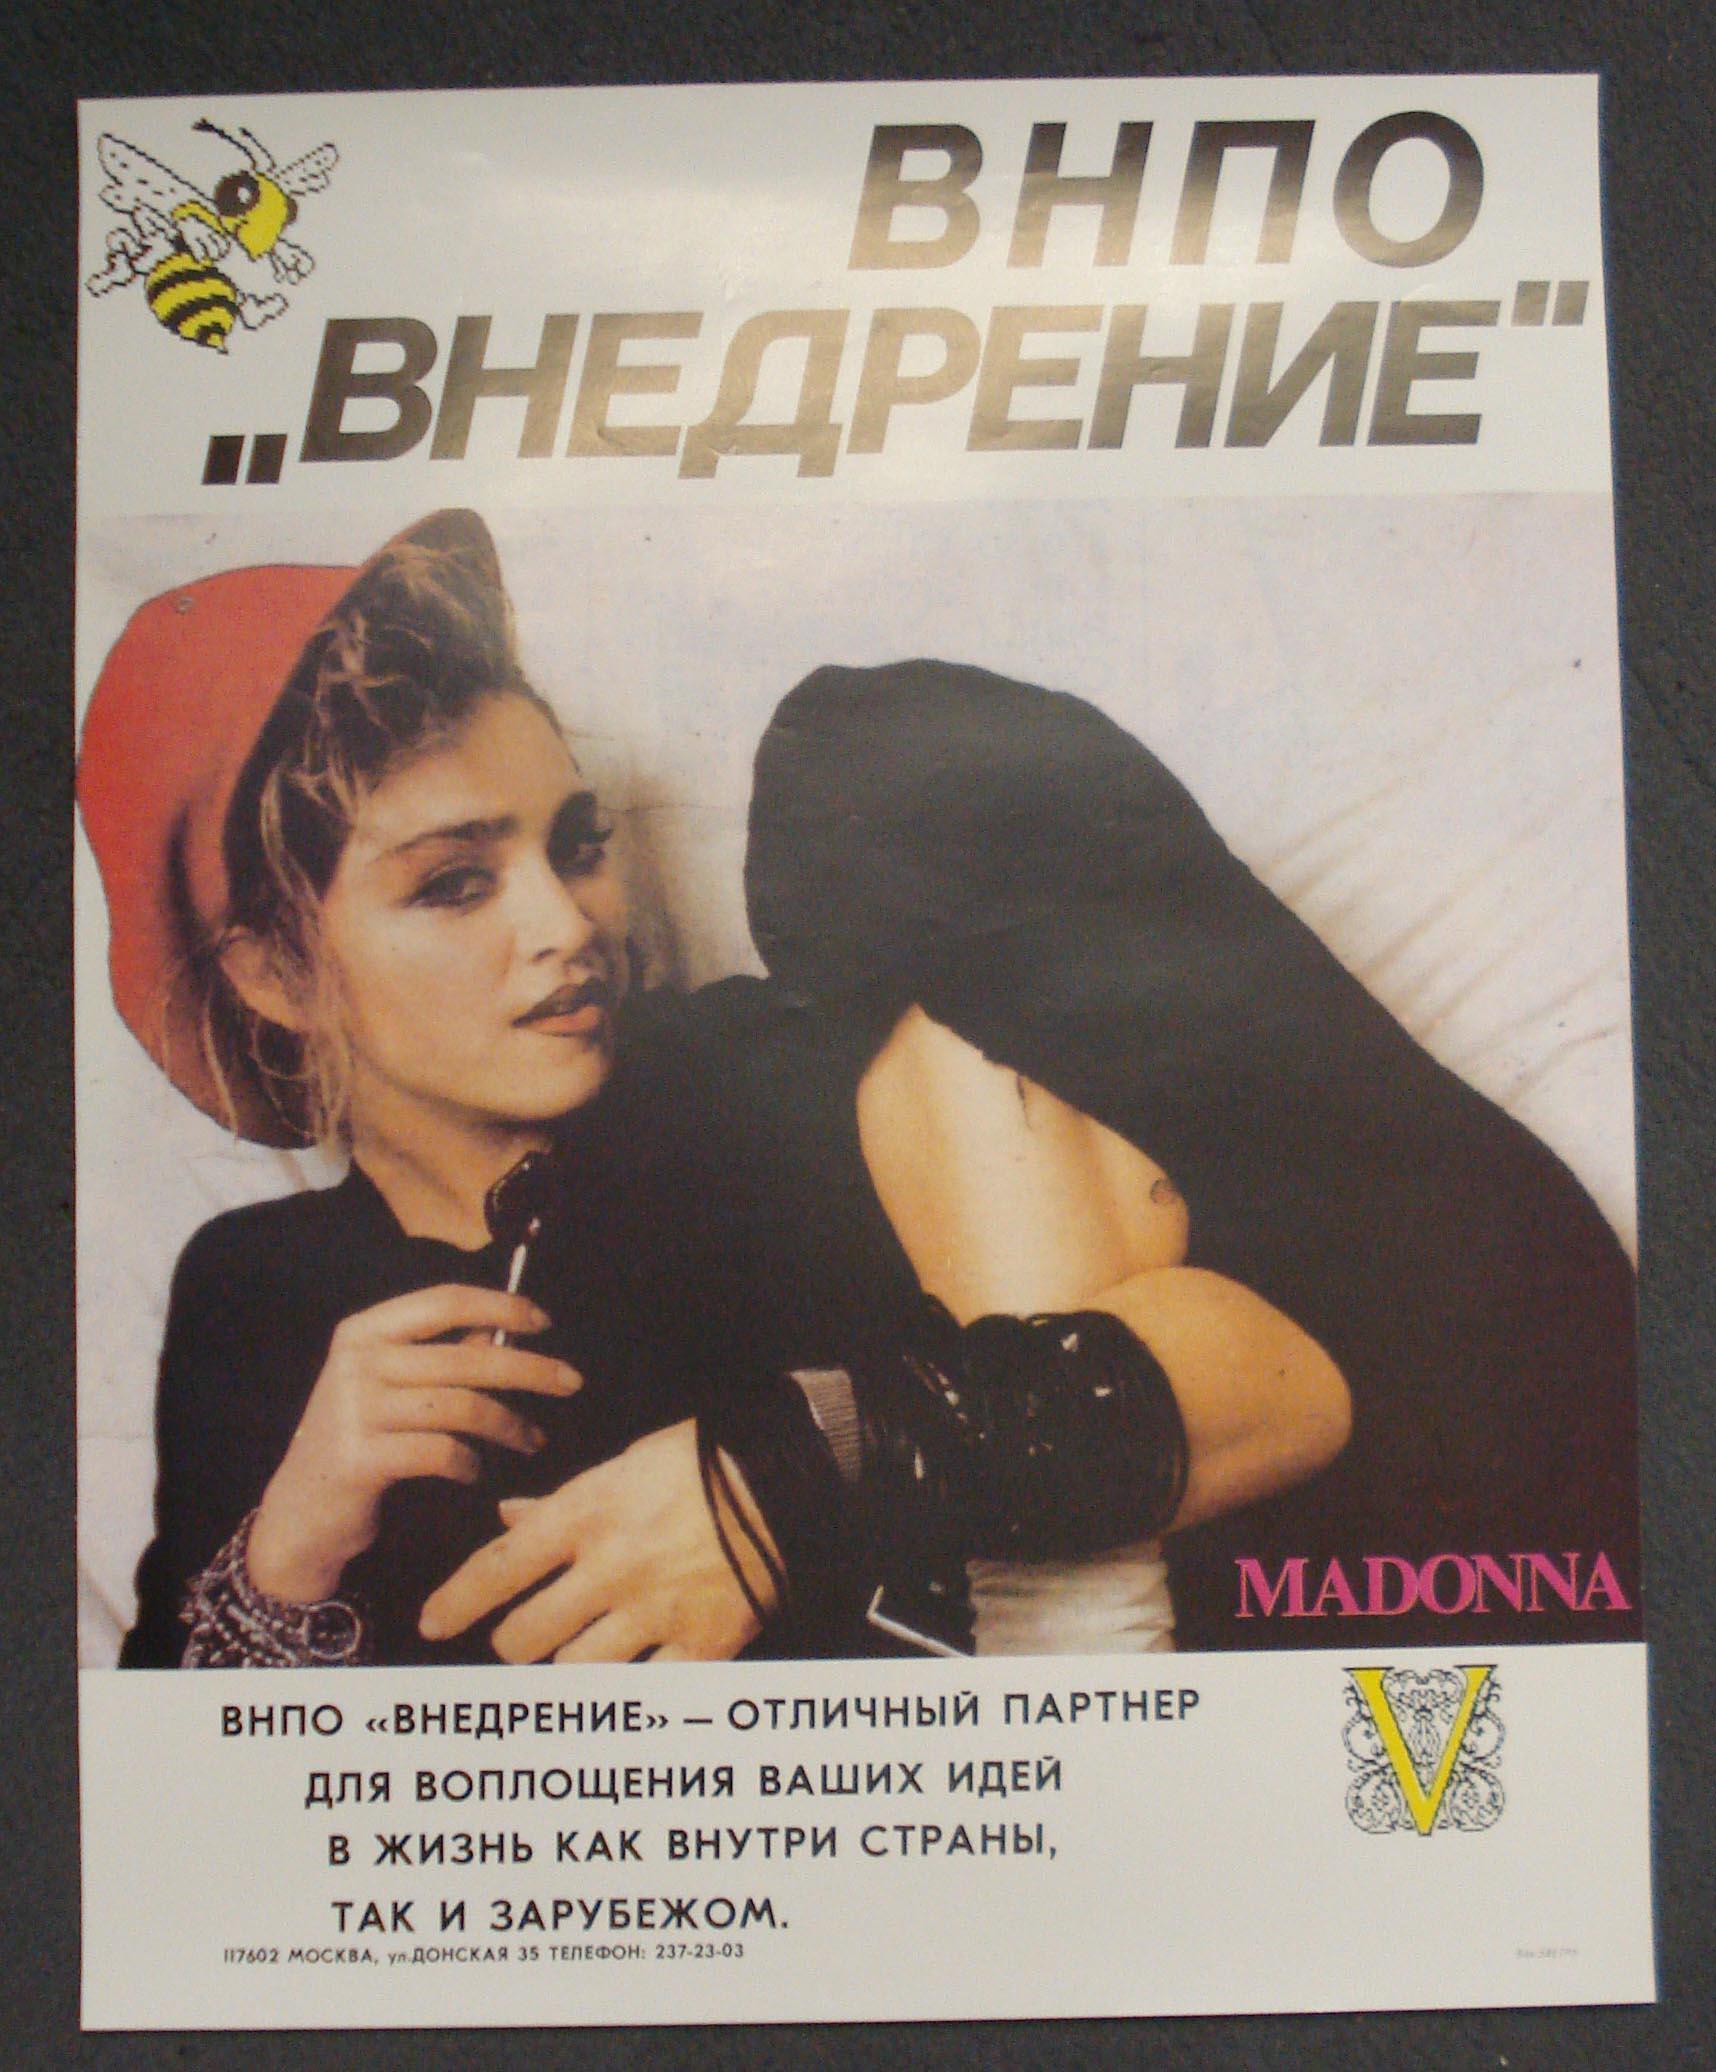 ВНПО
„ВНЕДРЕНИЕ"
MADONNA
ВНПО «ВНЕДРЕНИЕ» — ОТЛИЧНЫЙ ПАРТНЕР
ДЛЯ ВОПЛОЩЕНИЯ ВАШИХ ИДЕЙ
В ЖИЗНЬ КАК ВНУТРИ СТРАНЫ,
ТАК И ЗАРУБЕЖОМ.
V
117602 МОСКВА, ул.ДОНСКАЯ 35 ТЕЛЕФОН: 237-23-03